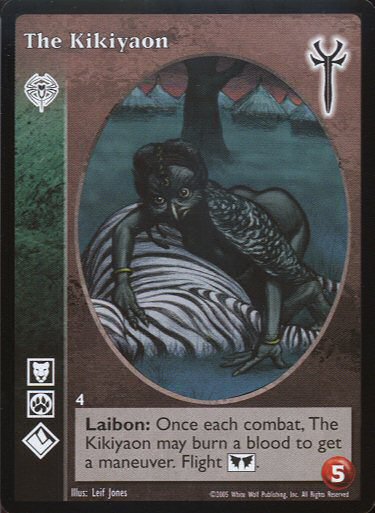 The Kikiyaon
4
Laibon: Once each combat, The
Kikiyaon may burn a blood to get
a maneuver. Flight.
5
Illus: Leif Jones
©2005 White Wolf Publishing, Inc. All Rights Reserved